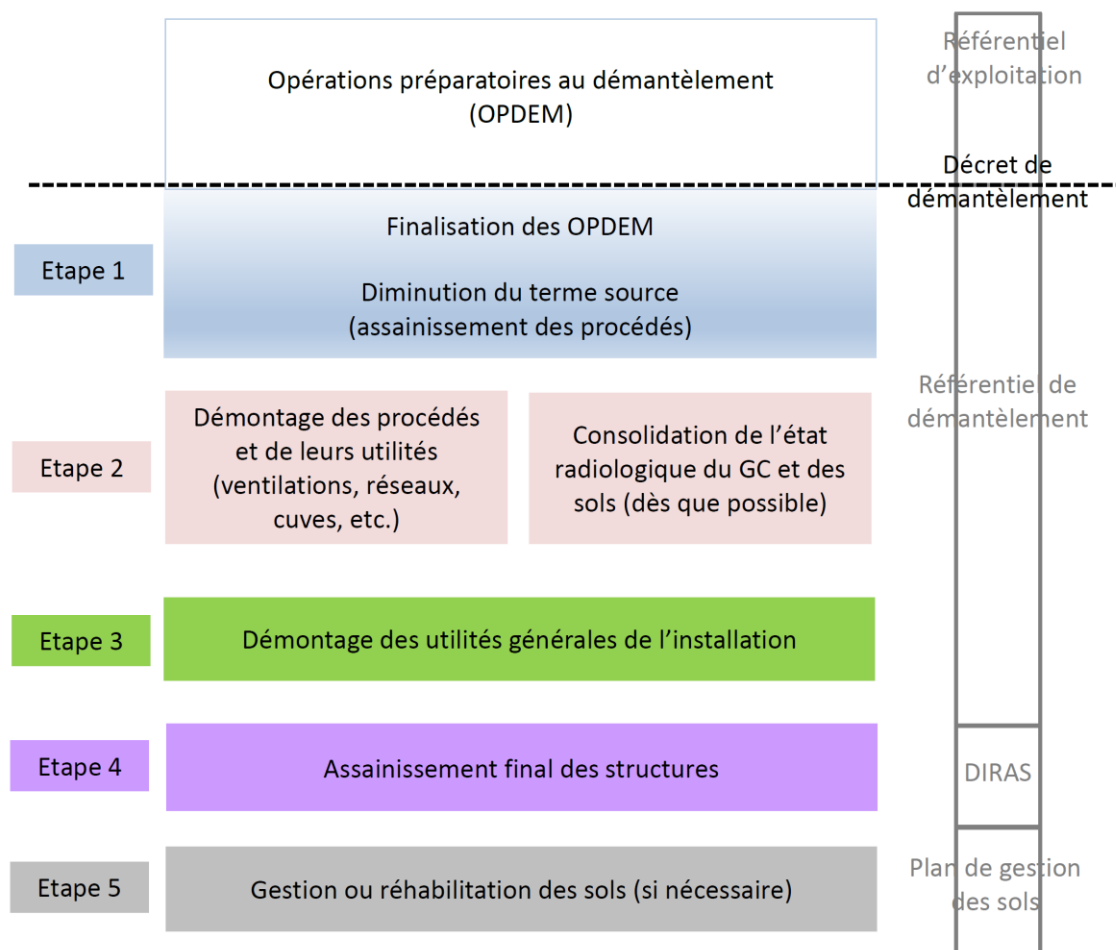 Opérations préparatoires au démantèlement
(OPDEM)
Référentiel
d'exploitation
Décret de
démantèlement
Etape 1
Finalisation des OPDEM
Diminution du terme source
(assainissement des procédés)
Référentiel de
démantèlement
Etape 2
Démontage des procédés
et de leurs utilités
(ventilations, réseaux,
cuves, etc.)
Consolidation de l'état
radiologique du GC et des
sols (dès que possible)
Etape 3
Démontage des utilités générales de l'installation
Etape 4
Assainissement final des structures
DIRAS
Etape 5
Gestion ou réhabilitation des sols (si nécessaire)
Plan de gestion
des sols